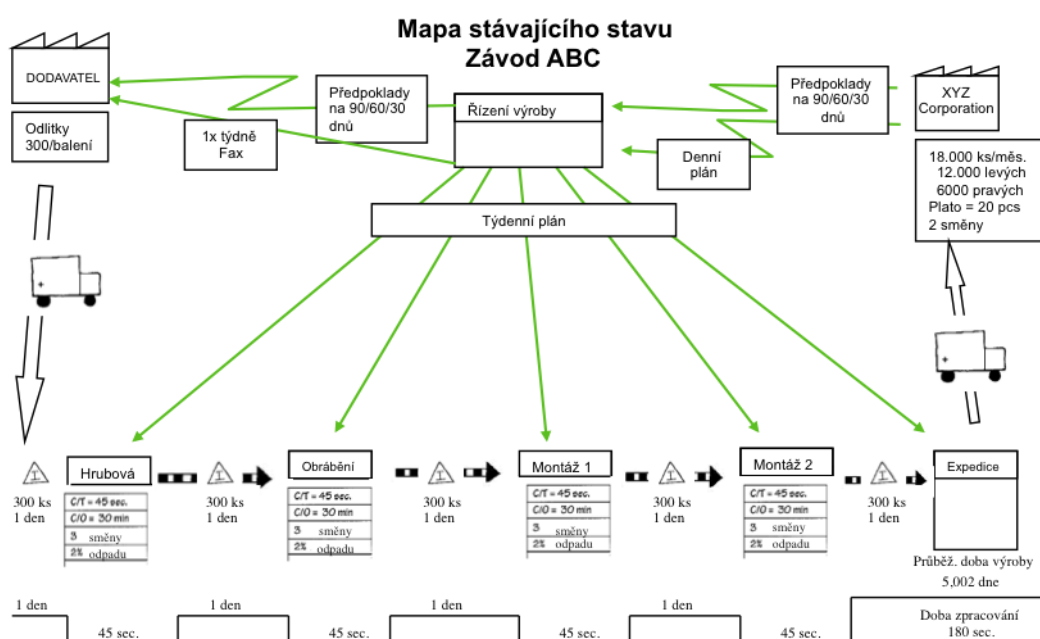 Mapa stávajícího stavu
Závod ABC
DODAVATEL
Odlitky
300/balení
1x týdně
Fax
Předpoklady
na 90/60/30
dnů
Řízení výroby
Předpoklady
na 90/60/30
dnů
Denní
plán
XYZ
Corporation
18.000 ks/měs.
12.000 levých
6000 pravých
Plato = 20 pcs
2 směny
Týdenní plán
I
300 ks
1 den
Hrubová
C/T = 45 sec.
C/O = 30 min
3 směny
2% odpadu
I
300 ks
1 den
Obrábění
C/T = 45 sec.
C/O = 30 min
3 směny
2% odpadu
I
300 ks
1 den
Montáž 1
C/T = 45 sec.
C/O = 30 min
3 směny
2% odpadu
I
300 ks
1 den
Montáž 2
C/T = 45 sec.
C/O = 30 min
3 směny
2% odpadu
I
300 ks
1 den
Expedice
Průběž. doba výroby
5,002 dne
1 den
45 sec.
1 den
45 sec.
1 den
45 sec.
1 den
45 sec.
Doba zpracování
180 sec.